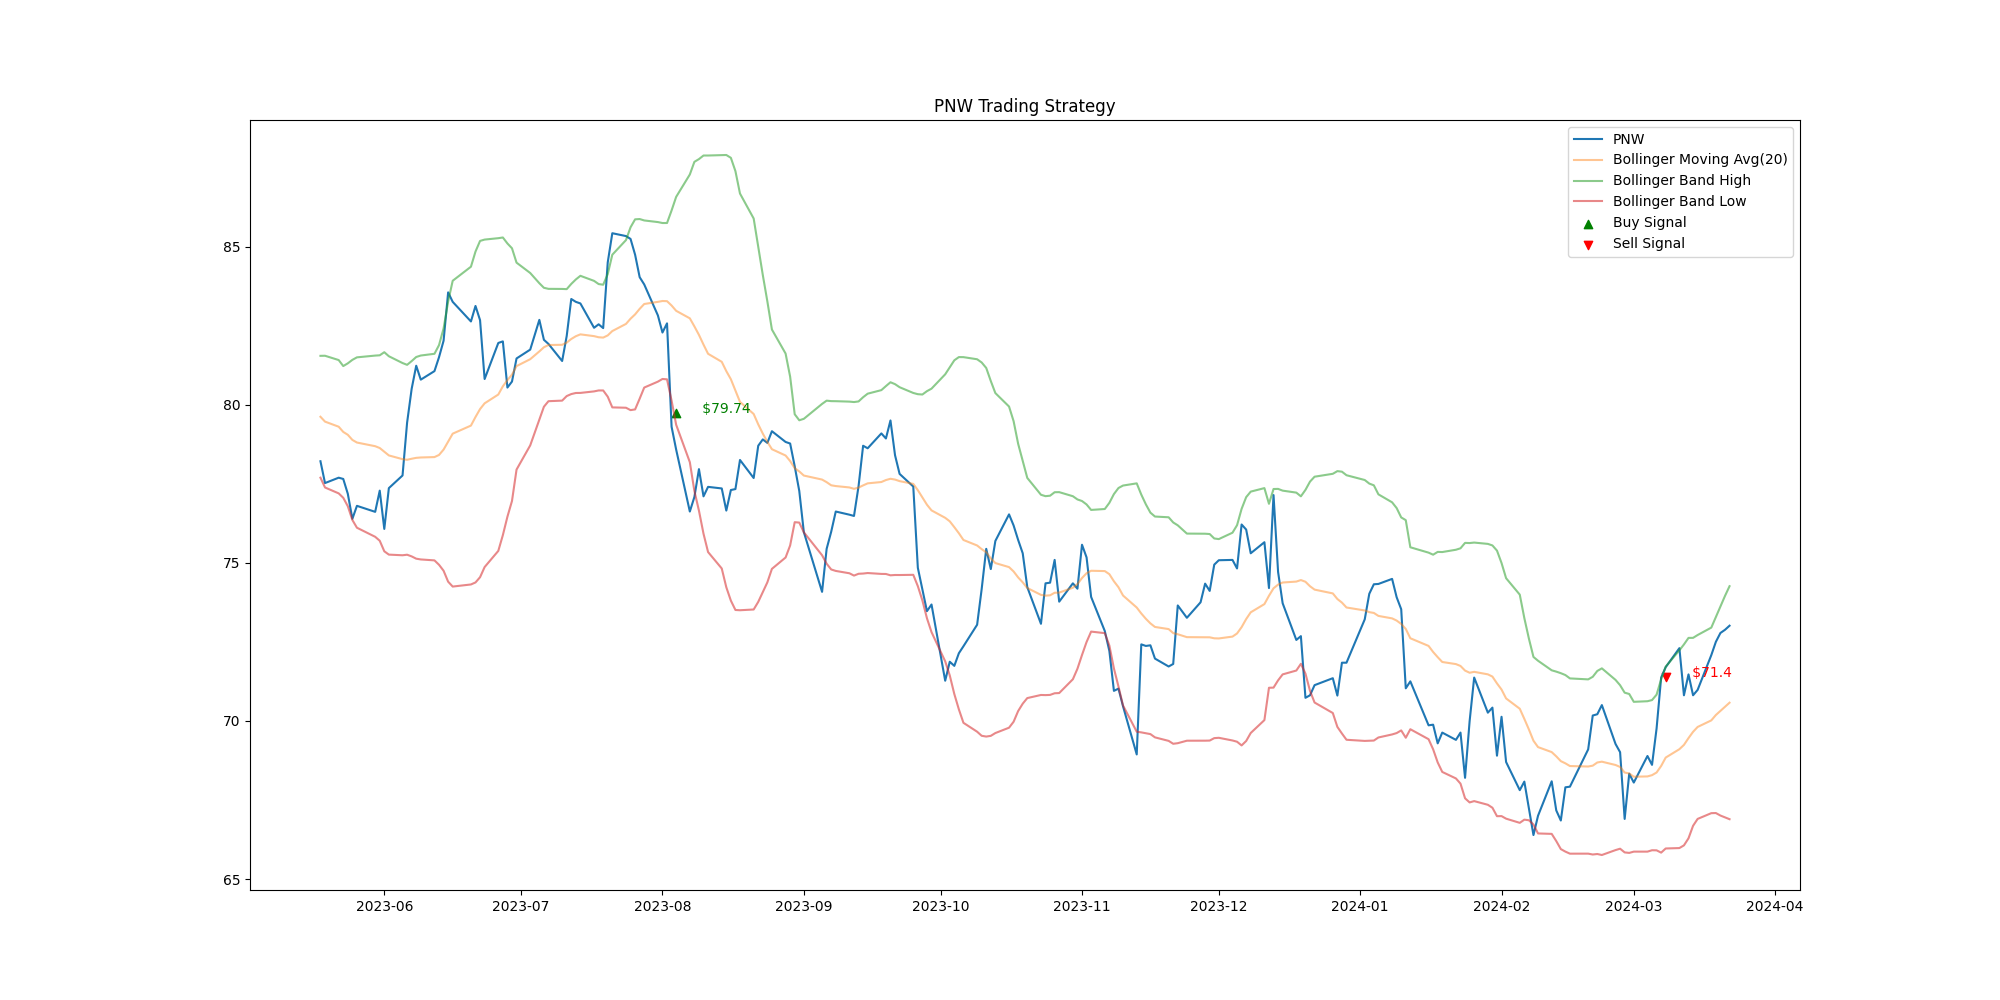 PNW Trading Strategy
PNW
Bollinger Moving Avg(20)
Bollinger Band High
Bollinger Band Low
Buy Signal
Sell Signal
85
80
75
70
65
$79.74
$71.4
2023-06
2023-07
2023-08
2023-09
2023-10
2023-11
2023-12
2024-01
2024-02
2024-03
2024-04